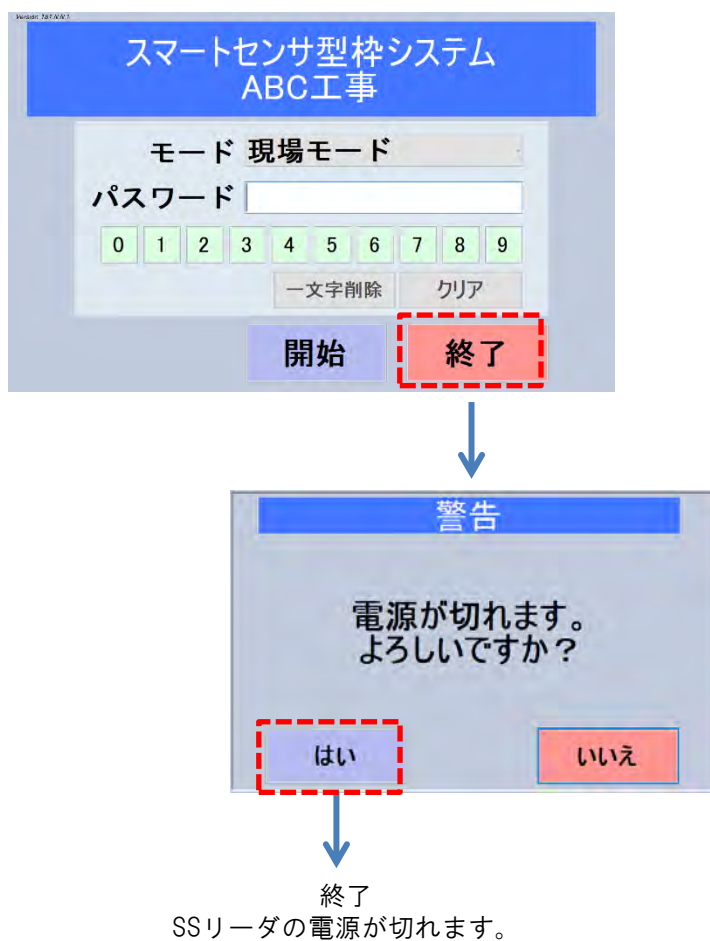 スマートセンサ型枠システム
ABC工事
モード 現場モード
パスワード
0 1 2 3 4 5 6 7 8 9
一文字削除 クリア
開始 終了
警告
電源が切れます。
よろしいですか？
はい いいえ
終了
SSリーダの電源が切れます。